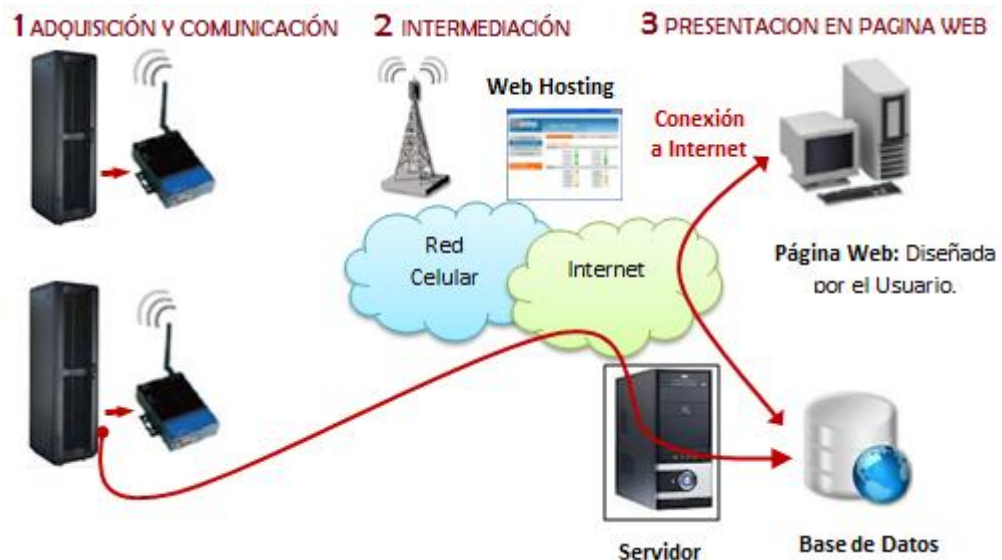 1 ADQUISICIÓN Y COMUNICACIÓN
2 INTERMEDIACIÓN
3 PRESENTACION EN PAGINA WEB
Web Hosting
Conexión
a Internet
Red
Celular
Internet
Página Web: Diseñada
por el Usuario.
Servidor
Base de Datos